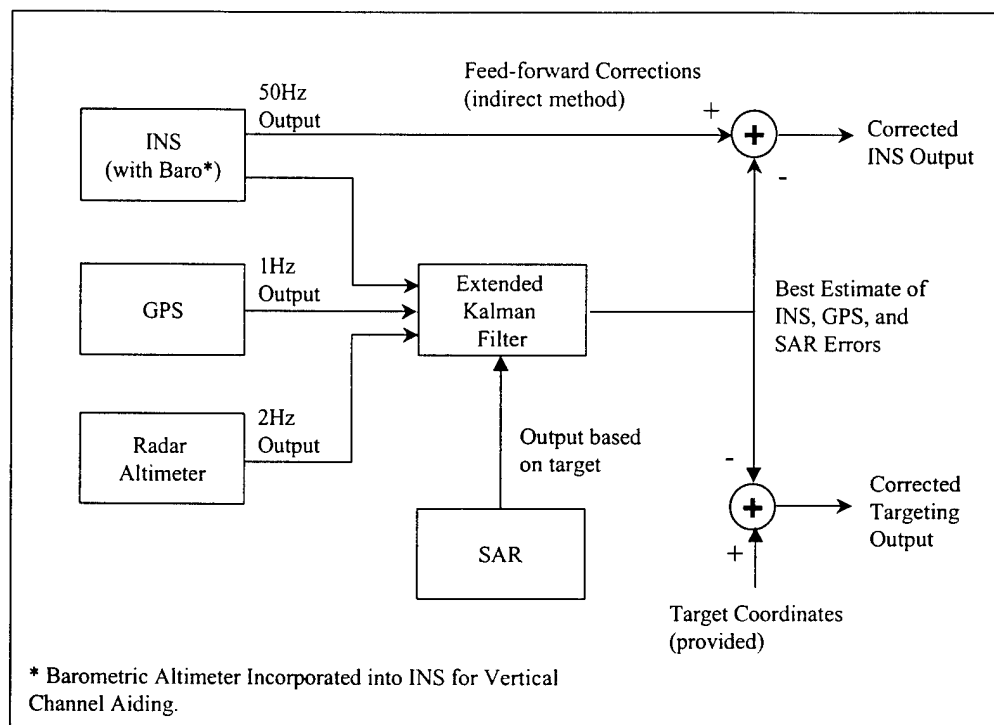 Feed-forward Corrections
(indirect method)
50Hz
Output
INS
(with Baro*)
+
+
-
Corrected
INS Output
1Hz
Output
GPS
Extended
Kalman
Filter
Best Estimate of
INS, GPS, and
SAR Errors
2Hz
Output
Radar
Altimeter
Output based
on target
SAR
-
+
+
Corrected
Targeting
Output
Target Coordinates
(provided)
* Barometric Altimeter Incorporated into INS for Vertical
Channel Aiding.